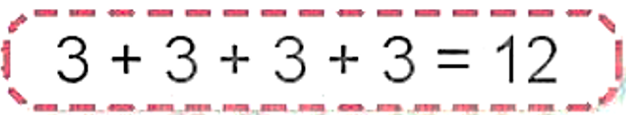 3 + 3 + 3 + 3 = 12